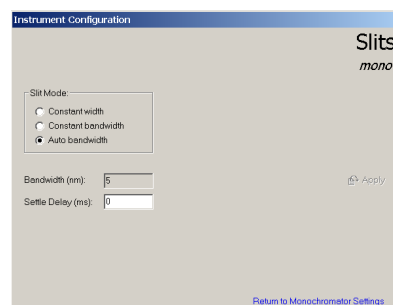 Instrument Configuration
Slits
mono
Slit Mode:
Constant width
Constant bandwidth
Auto bandwidth
Bandwidth (nm): 5
Apply
Settle Delay (ms): 0
Return to Monochromator Settings